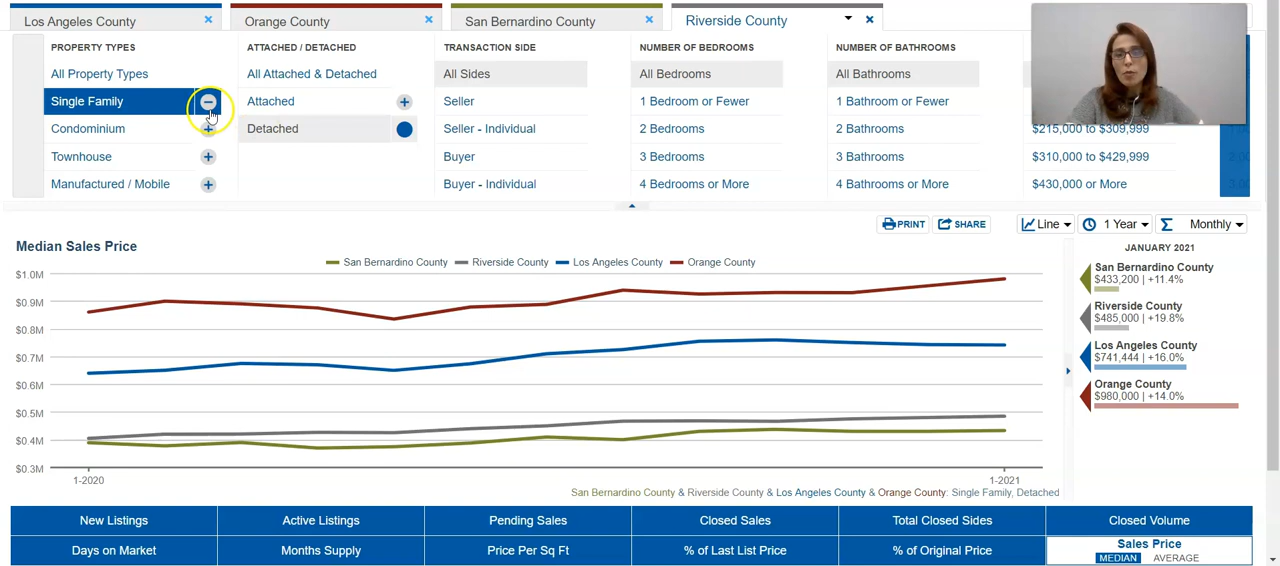 Los Angeles County
Orange County
San Bernardino County
Riverside County
PROPERTY TYPES
All Property Types
Single Family
Condominium
Townhouse
Manufactured / Mobile
ATTACHED / DETACHED
All Attached & Detached
Attached
Detached
TRANSACTION SIDE
All Sides
Seller
Seller - Individual
Buyer
Buyer - Individual
NUMBER OF BEDROOMS
All Bedrooms
1 Bedroom or Fewer
2 Bedrooms
3 Bedrooms
4 Bedrooms or More
NUMBER OF BATHROOMS
All Bathrooms
1 Bathroom or Fewer
2 Bathrooms
3 Bathrooms
4 Bathrooms or More
$215,000 to $309,999
$310,000 to $429,999
$430,000 or More
PRINT
SHARE
Line
1 Year
Monthly
Median Sales Price
San Bernardino County
Riverside County
Los Angeles County
Orange County
$1.0M
$0.9M
$0.8M
$0.7M
$0.6M
$0.5M
$0.4M
$0.3M
1-2020
1-2021
JANUARY 2021
San Bernardino County
$433,200 | +11.4%
Riverside County
$485,000 | +19.8%
Los Angeles County
$741,444 | +16.0%
Orange County
$980,000 | +14.0%
San Bernardino County & Riverside County & Los Angeles County & Orange County: Single Family, Detached
New Listings
Active Listings
Pending Sales
Closed Sales
Total Closed Sides
Closed Volume
Days on Market
Months Supply
Price Per Sq Ft
% of Last List Price
% of Original Price
Sales Price
MEDIAN
AVERAGE